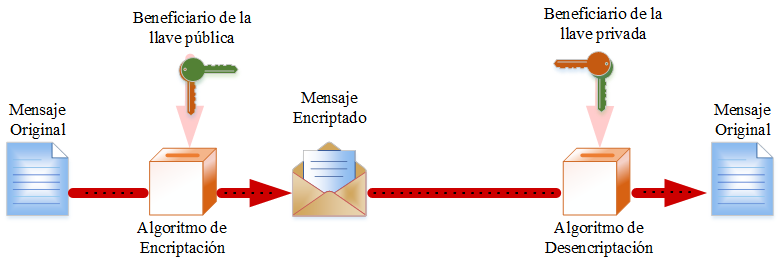 Beneficiario de la
llave pública
Beneficiario de la
llave privada
Mensaje
Original
Mensaje
Encriptado
Mensaje
Original
Algoritmo de
Encriptación
Algoritmo de
Desencriptación